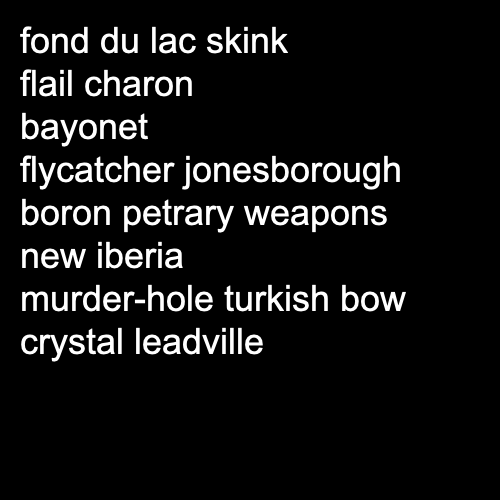 fond du lac skink
flail charon
bayonet
flycatcher jonesborough
boron petrary weapons
new iberia
murder-hole turkish bow
crystal leadville